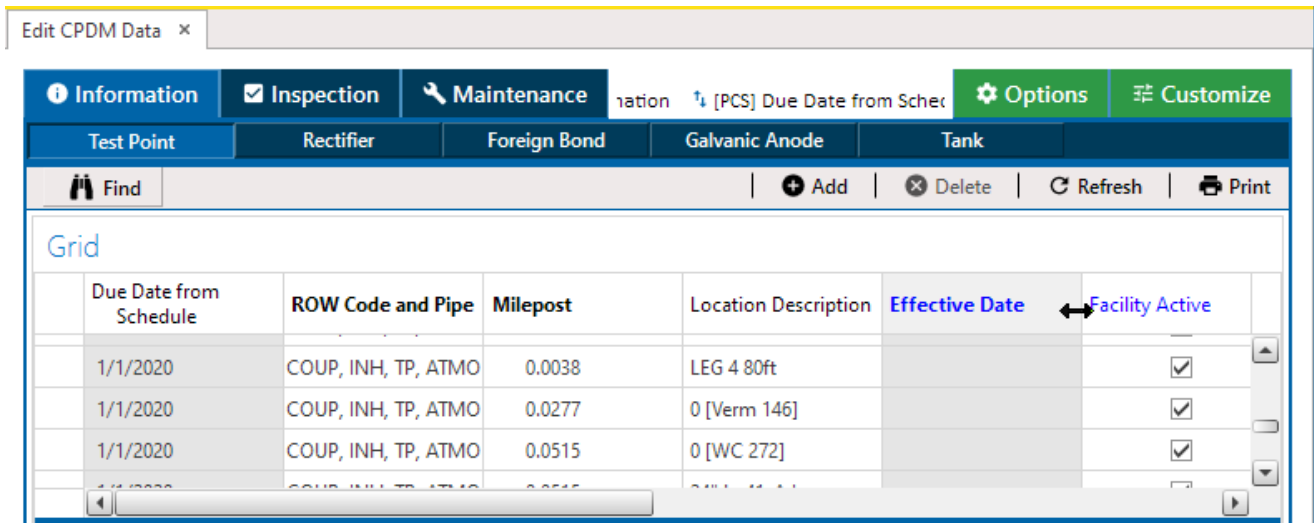 Edit CPDM Data ×
Information Inspection Maintenance nation [PCS] Due Date from Sched Options Customize
Test Point Rectifier Foreign Bond Galvanic Anode Tank
Find Add Delete Refresh Print
Grid
Due Date from Schedule ROW Code and Pipe Milepost Location Description Effective Date Facility Active
1/1/2020 COUP, INH, TP, ATMO 0.0038 LEG 4 80ft
1/1/2020 COUP, INH, TP, ATMO 0.0277 0 [Verm 146]
1/1/2020 COUP, INH, TP, ATMO 0.0515 0 [WC 272]